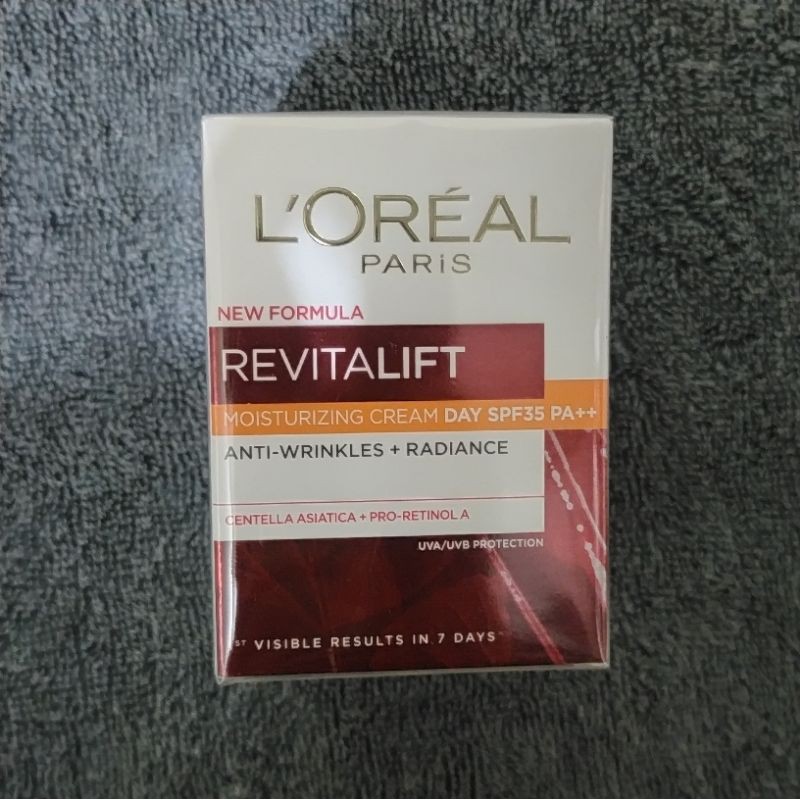 L'ORÉAL
PARiS
NEW FORMULA
REVITALIFT
MOISTURIZING CREAM DAY SPF35 PA++
ANTI-WRINKLES + RADIANCE
CENTELLA ASIATICA + PRO-RETINOL A
UVA/UVB PROTECTION
1ST VISIBLE RESULTS IN 7 DAYS